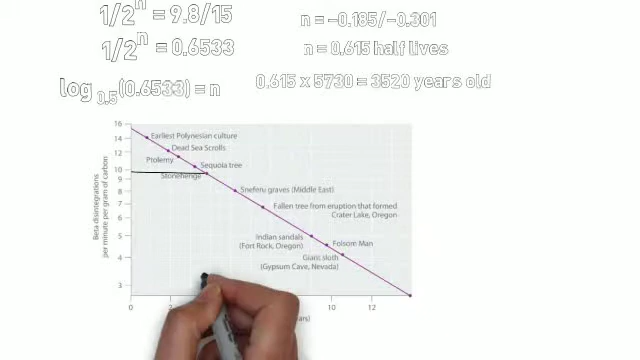 1/2ⁿ = 9.8/15
1/2ⁿ = 0.6533
log 0.5(0.6533) = n
n = -0.185/-0.301
n = 0.615 half lives
0.615 x 5730 = 3520 years old
16
14
12
10
9
8
7
6
5
4
3
Beta disintegrations
per minute per gram of carbon
Earliest Polynesian culture
Dead Sea Scrolls
Ptolemy
Sequoia tree
Stonehenge
Sneferu graves (Middle East)
Fallen tree from eruption that formed
Crater Lake, Oregon
Indian sandals
(Fort Rock, Oregon)
Folsom Man
Giant sloth
(Gypsum Cave, Nevada)
0 2 10 12